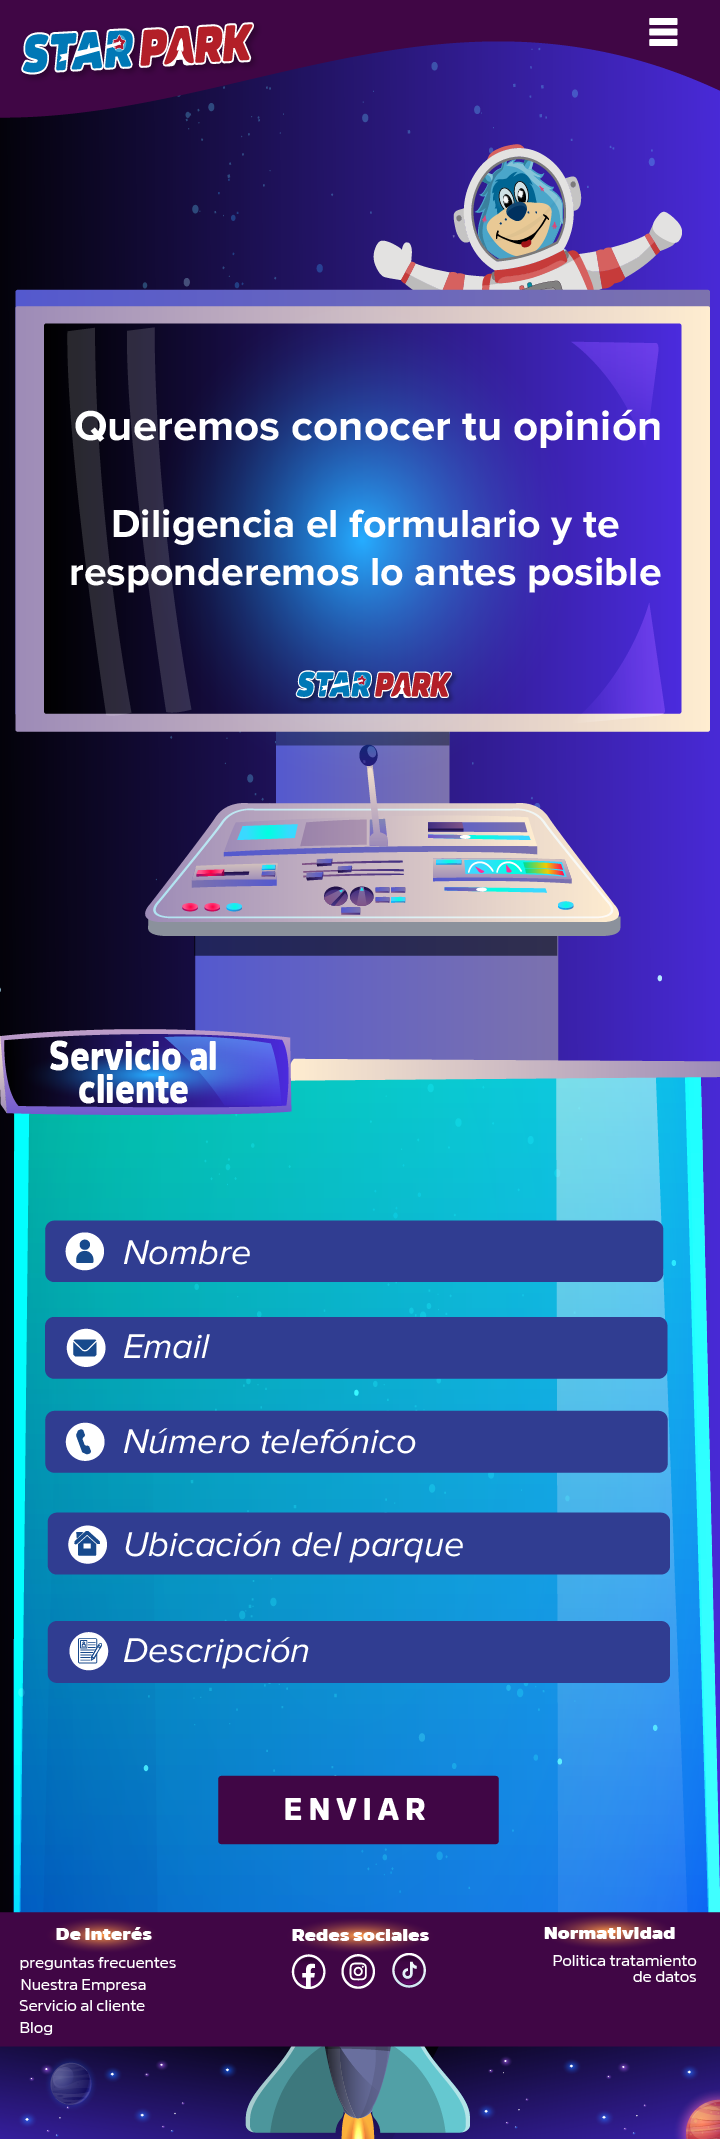 STAR PARK
Queremos conocer tu opinión
Diligencia el formulario y te
responderemos lo antes posible
STAR PARK
Servicio al
cliente
Nombre
Email
Número telefónico
Ubicación del parque
Descripción
ENVIAR
De Interés
preguntas frecuentes
Nuestra Empresa
Servicio al cliente
Blog
Redes sociales
Normatividad
Politica tratamiento
de datos